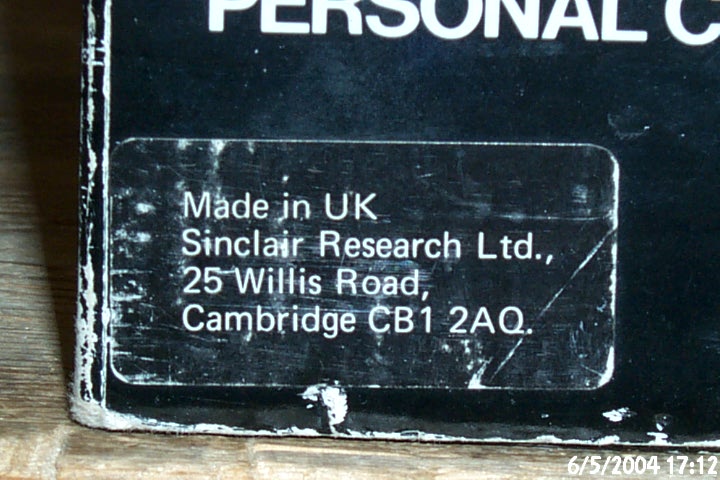 PERSONAL C
Made in UK
Sinclair Research Ltd.,
25 Willis Road,
Cambridge CB1 2AQ.
6/5/2004 17:12